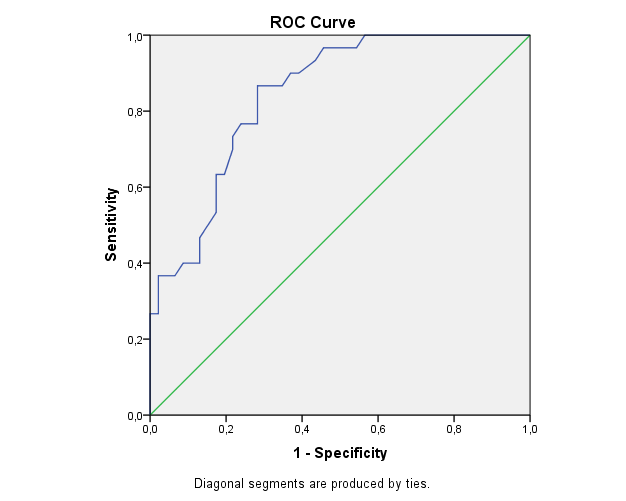 ROC Curve
1,0
0,8
0,6
0,4
0,2
0,0
Sensitivity
0,0 0,2 0,4 0,6 0,8 1,0
1 - Specificity
Diagonal segments are produced by ties.